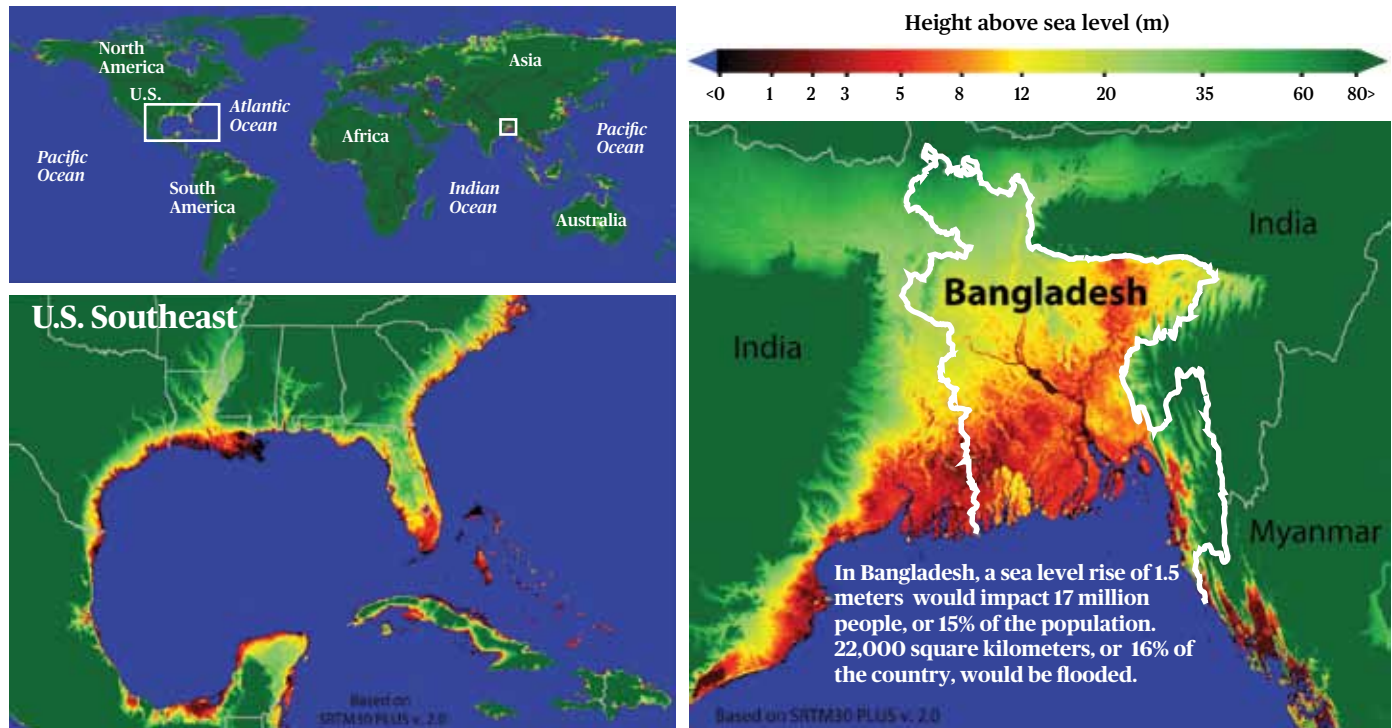 North
America
Asia
U.S.
Atlantic
Ocean
Africa
Pacific
Ocean
Pacific
Ocean
South
America
Indian
Ocean
Australia
Height above sea level (m)
<0 1 2 3 5 8 12 20 35 60 80>
U.S. Southeast
Based on
SRTM30 PLUS v. 2.0
India
Bangladesh
India
Myanmar
In Bangladesh, a sea level rise of 1.5
meters would impact 17 million
people, or 15% of the population.
22,000 square kilometers, or 16% of
the country, would be flooded.
Based on SRTM30 PLUS v. 2.0